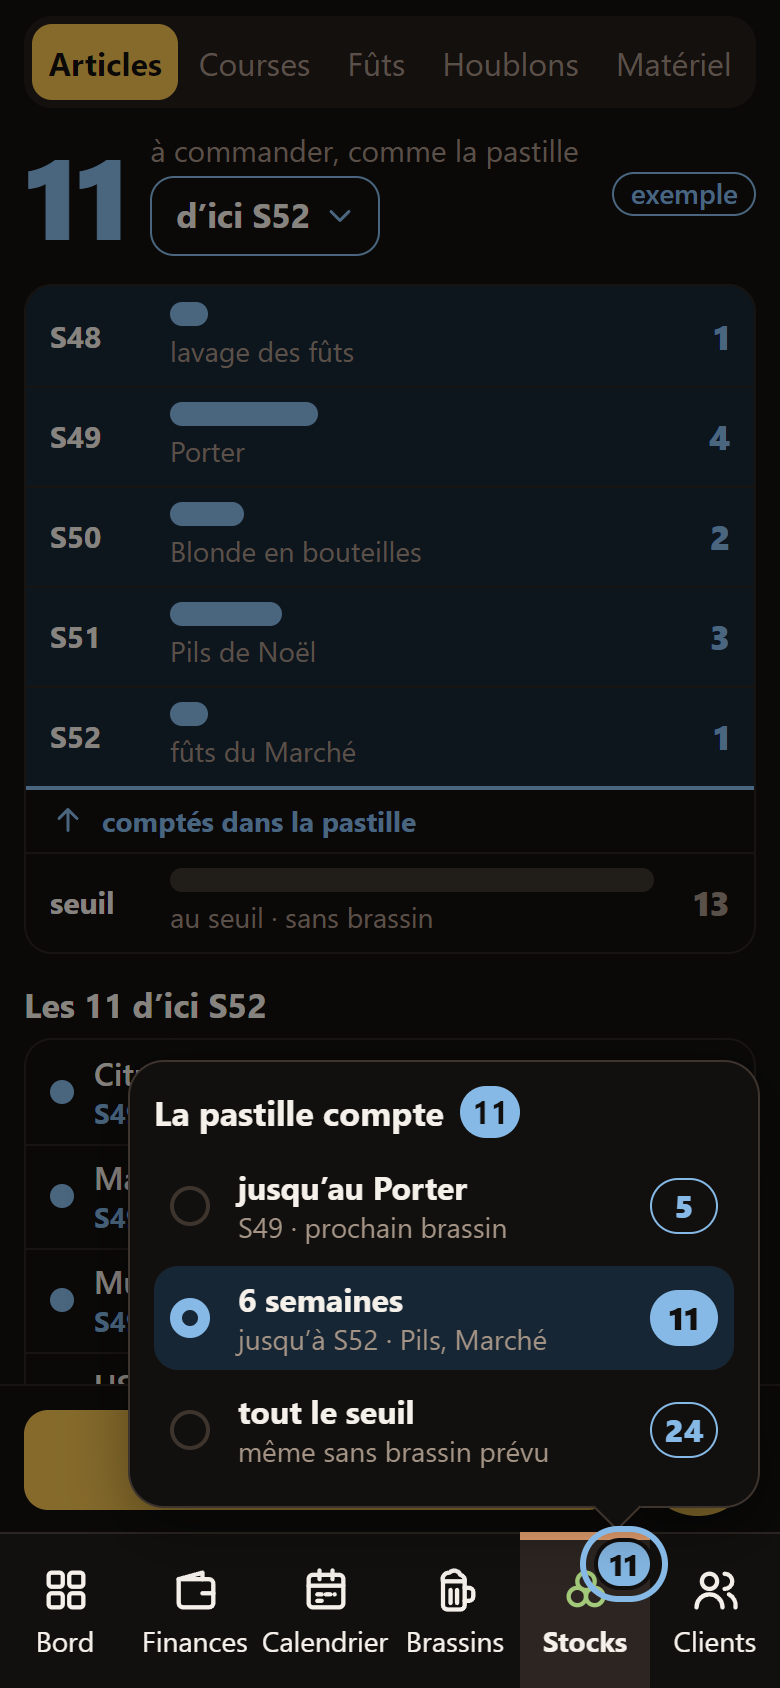 Articles Courses Fûts Houblons Matériel
11
à commander, comme la pastille
d’ici S52
exemple
S48
lavage des fûts
1
S49
Porter
4
S50
Blonde en bouteilles
2
S51
Pils de Noël
3
S52
fûts du Marché
1
↑ comptés dans la pastille
seuil
au seuil · sans brassin
13
Les 11 d’ici S52
La pastille compte 11
jusqu’au Porter
S49 · prochain brassin
5
6 semaines
jusqu’à S52 · Pils, Marché
11
tout le seuil
même sans brassin prévu
24
11
Bord Finances Calendrier Brassins Stocks Clients